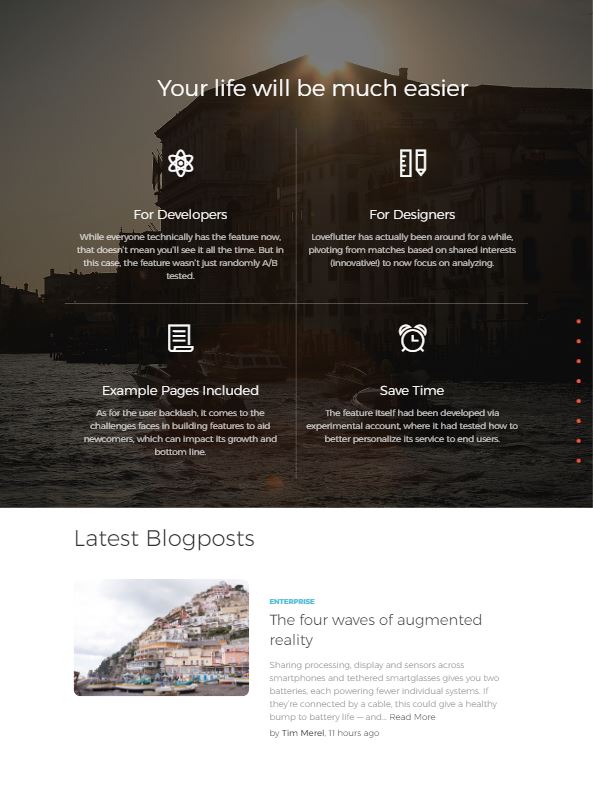 Your life will be much easier
For Developers
While everyone technically has the feature now,
that doesn't mean you'll see it all the time. But in
this case, the feature wasn't just randomly A/B
tested.
For Designers
Loveflutter has actually been around for a while,
pivoting from matches based on shared interests
(innovative!) to now focus on analyzing.
Example Pages Included
As for the user backlash, it comes to the
challenges faces in building features to aid
newcomers, which can impact its growth and
bottom line.
Save Time
The feature itself had been developed via
experimental account, where it had tested how to
better personalize its service to end users.
Latest Blogposts
ENTERPRISE
The four waves of augmented
reality
Sharing processing, display and sensors across
smartphones and tethered smartglasses gives you two
batteries, each powering fewer individual systems. If
they're connected by a cable, this could give a healthy
bump to battery life — and... Read More
by Tim Merel, 11 hours ago